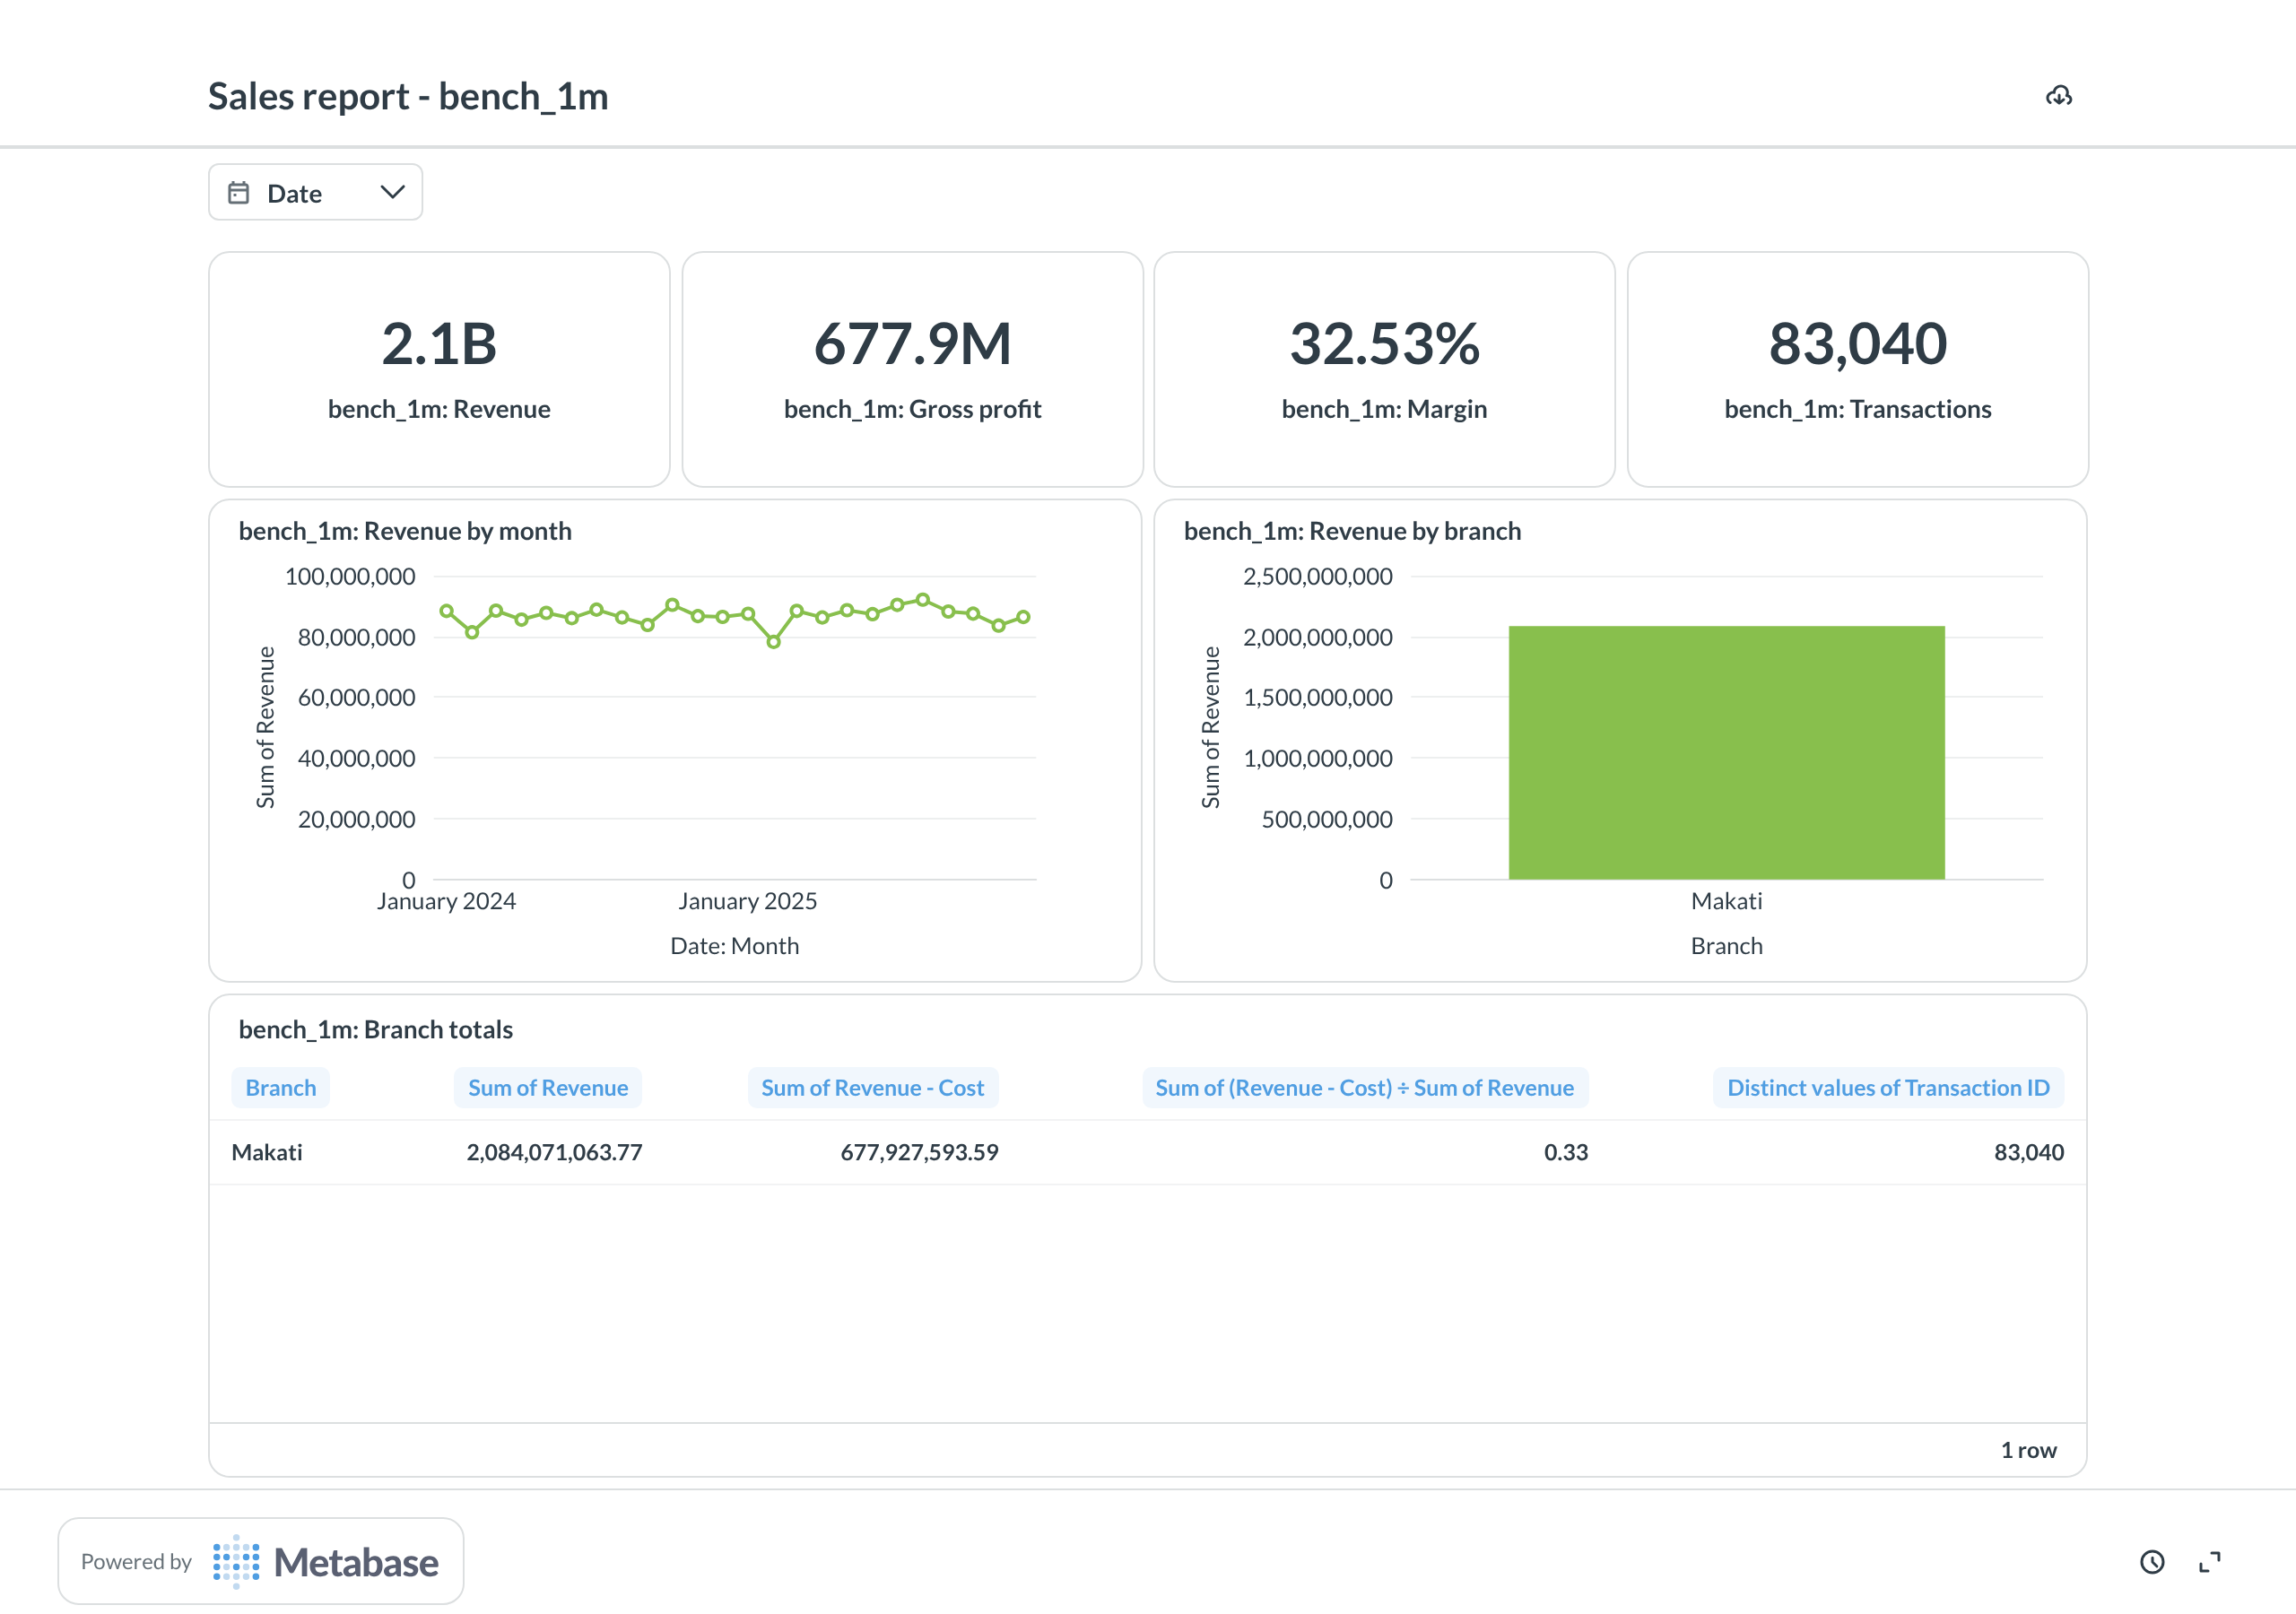 Sales report - bench_1m
Date
2.1B
bench_1m: Revenue
677.9M
bench_1m: Gross profit
32.53%
bench_1m: Margin
83,040
bench_1m: Transactions
bench_1m: Revenue by month
Sum of Revenue
100,000,000
80,000,000
60,000,000
40,000,000
20,000,000
0
January 2024 January 2025
Date: Month
bench_1m: Revenue by branch
Sum of Revenue
2,500,000,000
2,000,000,000
1,500,000,000
1,000,000,000
500,000,000
0
Makati
Branch
bench_1m: Branch totals
Branch Sum of Revenue Sum of Revenue - Cost Sum of (Revenue - Cost) ÷ Sum of Revenue Distinct values of Transaction ID
Makati 2,084,071,063.77 677,927,593.59 0.33 83,040
1 row
Powered by Metabase